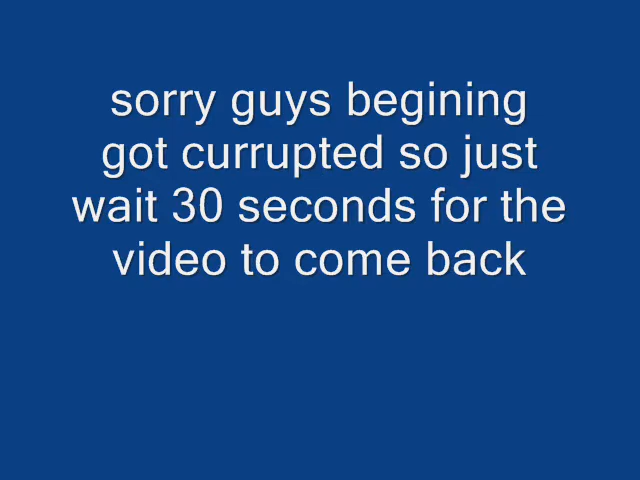 sorry guys begining
got currupted so just
wait 30 seconds for the
video to come back